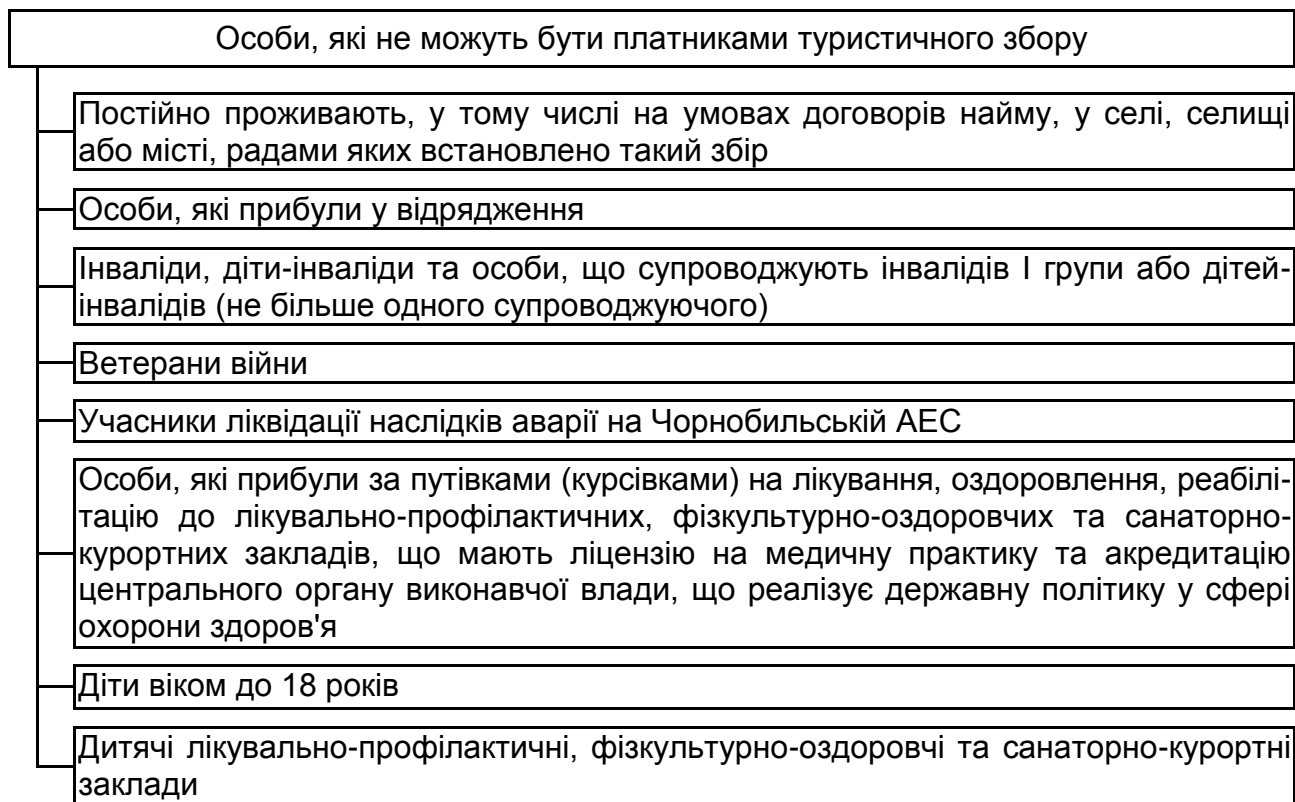 Особи, які не можуть бути платниками туристичного збору
Постійно проживають, у тому числі на умовах договорів найму, у селі, селищі
або місті, радами яких встановлено такий збір
Особи, які прибули у відрядження
Інваліди, діти-інваліди та особи, що супроводжують інвалідів I групи або дітей-
інвалідів (не більше одного супроводжуючого)
Ветерани війни
Учасники ліквідації наслідків аварії на Чорнобильській АЕС
Особи, які прибули за путівками (курсівками) на лікування, оздоровлення, реабілі-
тацію до лікувально-профілактичних, фізкультурно-оздоровчих та санаторно-
курортних закладів, що мають ліцензію на медичну практику та акредитацію
центрального органу виконавчої влади, що реалізує державну політику у сфері
охорони здоров'я
Діти віком до 18 років
Дитячі лікувально-профілактичні, фізкультурно-оздоровчі та санаторно-курортні
заклади